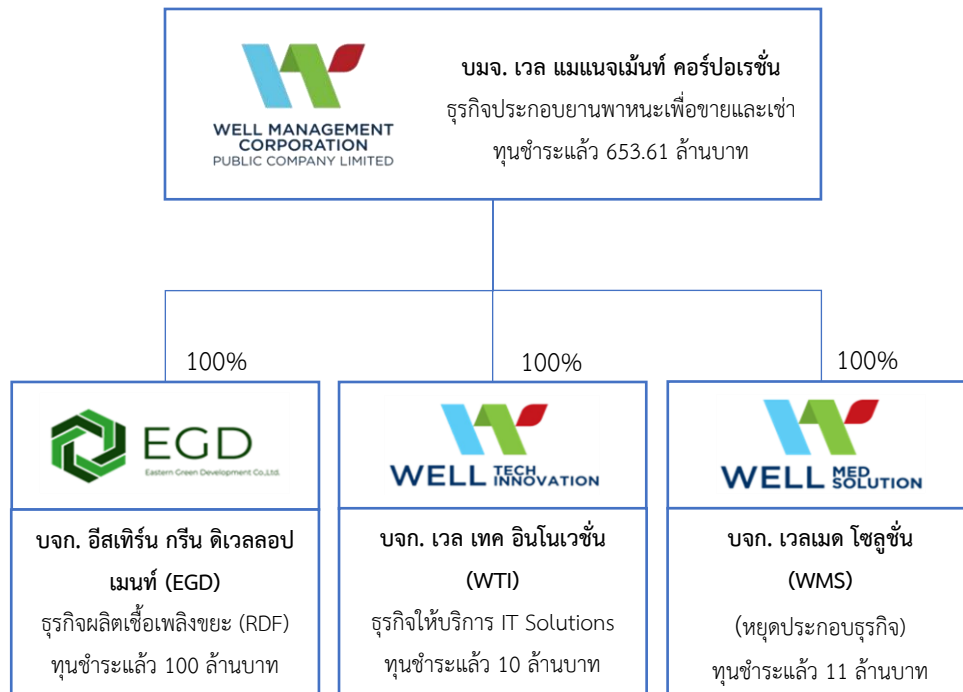 WELL MANAGEMENT
CORPORATION
PUBLIC COMPANY LIMITED
บมจ. เวล แมแนจเม้นท์ คอร์ปอเรชั่น
ธุรกิจประกอบยานพาหนะเพื่อขายและเช่า
ทุนชำระแล้ว 653.61 ล้านบาท
100%
100%
100%
EGD
Eastern Green Development Co.,Ltd.
บจก. อีสเทิร์น กรีน ดิเวลลอป
เมนท์ (EGD)
ธุรกิจผลิตเชื้อเพลิงขยะ (RDF)
ทุนชำระแล้ว 100 ล้านบาท
WELL TECH INNOVATION
บจก. เวล เทค อินโนเวชั่น
(WTI)
ธุรกิจให้บริการ IT Solutions
ทุนชำระแล้ว 10 ล้านบาท
WELL MED SOLUTION
บจก. เวลเมด โซลูชั่น
(WMS)
(หยุดประกอบธุรกิจ)
ทุนชำระแล้ว 11 ล้านบาท